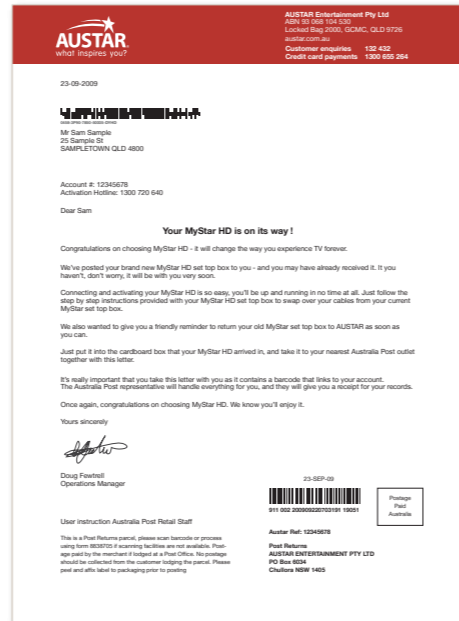 AUSTAR
what inspires you?
AUSTAR Entertainment Pty Ltd
ABN 93 068 104 530
Locked Bag 2000, GCMC, QLD 9726
austar.com.au
Customer enquiries 132 432
Credit card payments 1300 655 264
23-09-2009
Mr Sam Sample
25 Sample St
SAMPLETOWN QLD 4800
Account #: 12345678
Activation Hotline: 1300 720 640
Dear Sam
Your MyStar HD is on its way !
Congratulations on choosing MyStar HD - it will change the way you experience TV forever.
We've posted your brand new MyStar HD set top box to you - and you may have already received it. It you
haven't, don't worry, it will be with you very soon.
Connecting and activating your MyStar HD is so easy, you'll be up and running in no time at all. Just follow the
step by step instructions provided with your MyStar HD set top box to swap over your cables from your current
MyStar set top box.
We also wanted to give you a friendly reminder to return your old MyStar set top box to AUSTAR as soon as
you can.
Just put it into the cardboard box that your MyStar HD arrived in, and take it to your nearest Australia Post outlet
together with this letter.
It's really important that you take this letter with you as it contains a barcode that links to your account.
The Australia Post representative will handle everything for you, and they will give you a receipt for your records.
Once again, congratulations on choosing MyStar HD. We know you'll enjoy it.
Yours sincerely
Doug Fewtrell
Operations Manager
23-SEP-09
911 002 200909220703191 19051
Postage
Paid
Australia
User instruction Australia Post Retail Staff
This is a Post Returns parcel, please scan barcode or process
using form 8838705 if scanning facilities are not available. Post-
age paid by the merchant if lodged at a Post Office. No postage
should be collected from the customer lodging the parcel. Please
peel and affix label to packaging prior to posting
Austar Ref: 12345678
Post Returns
AUSTAR ENTERTAINMENT PTY LTD
PO Box 6034
Chullora NSW 1405